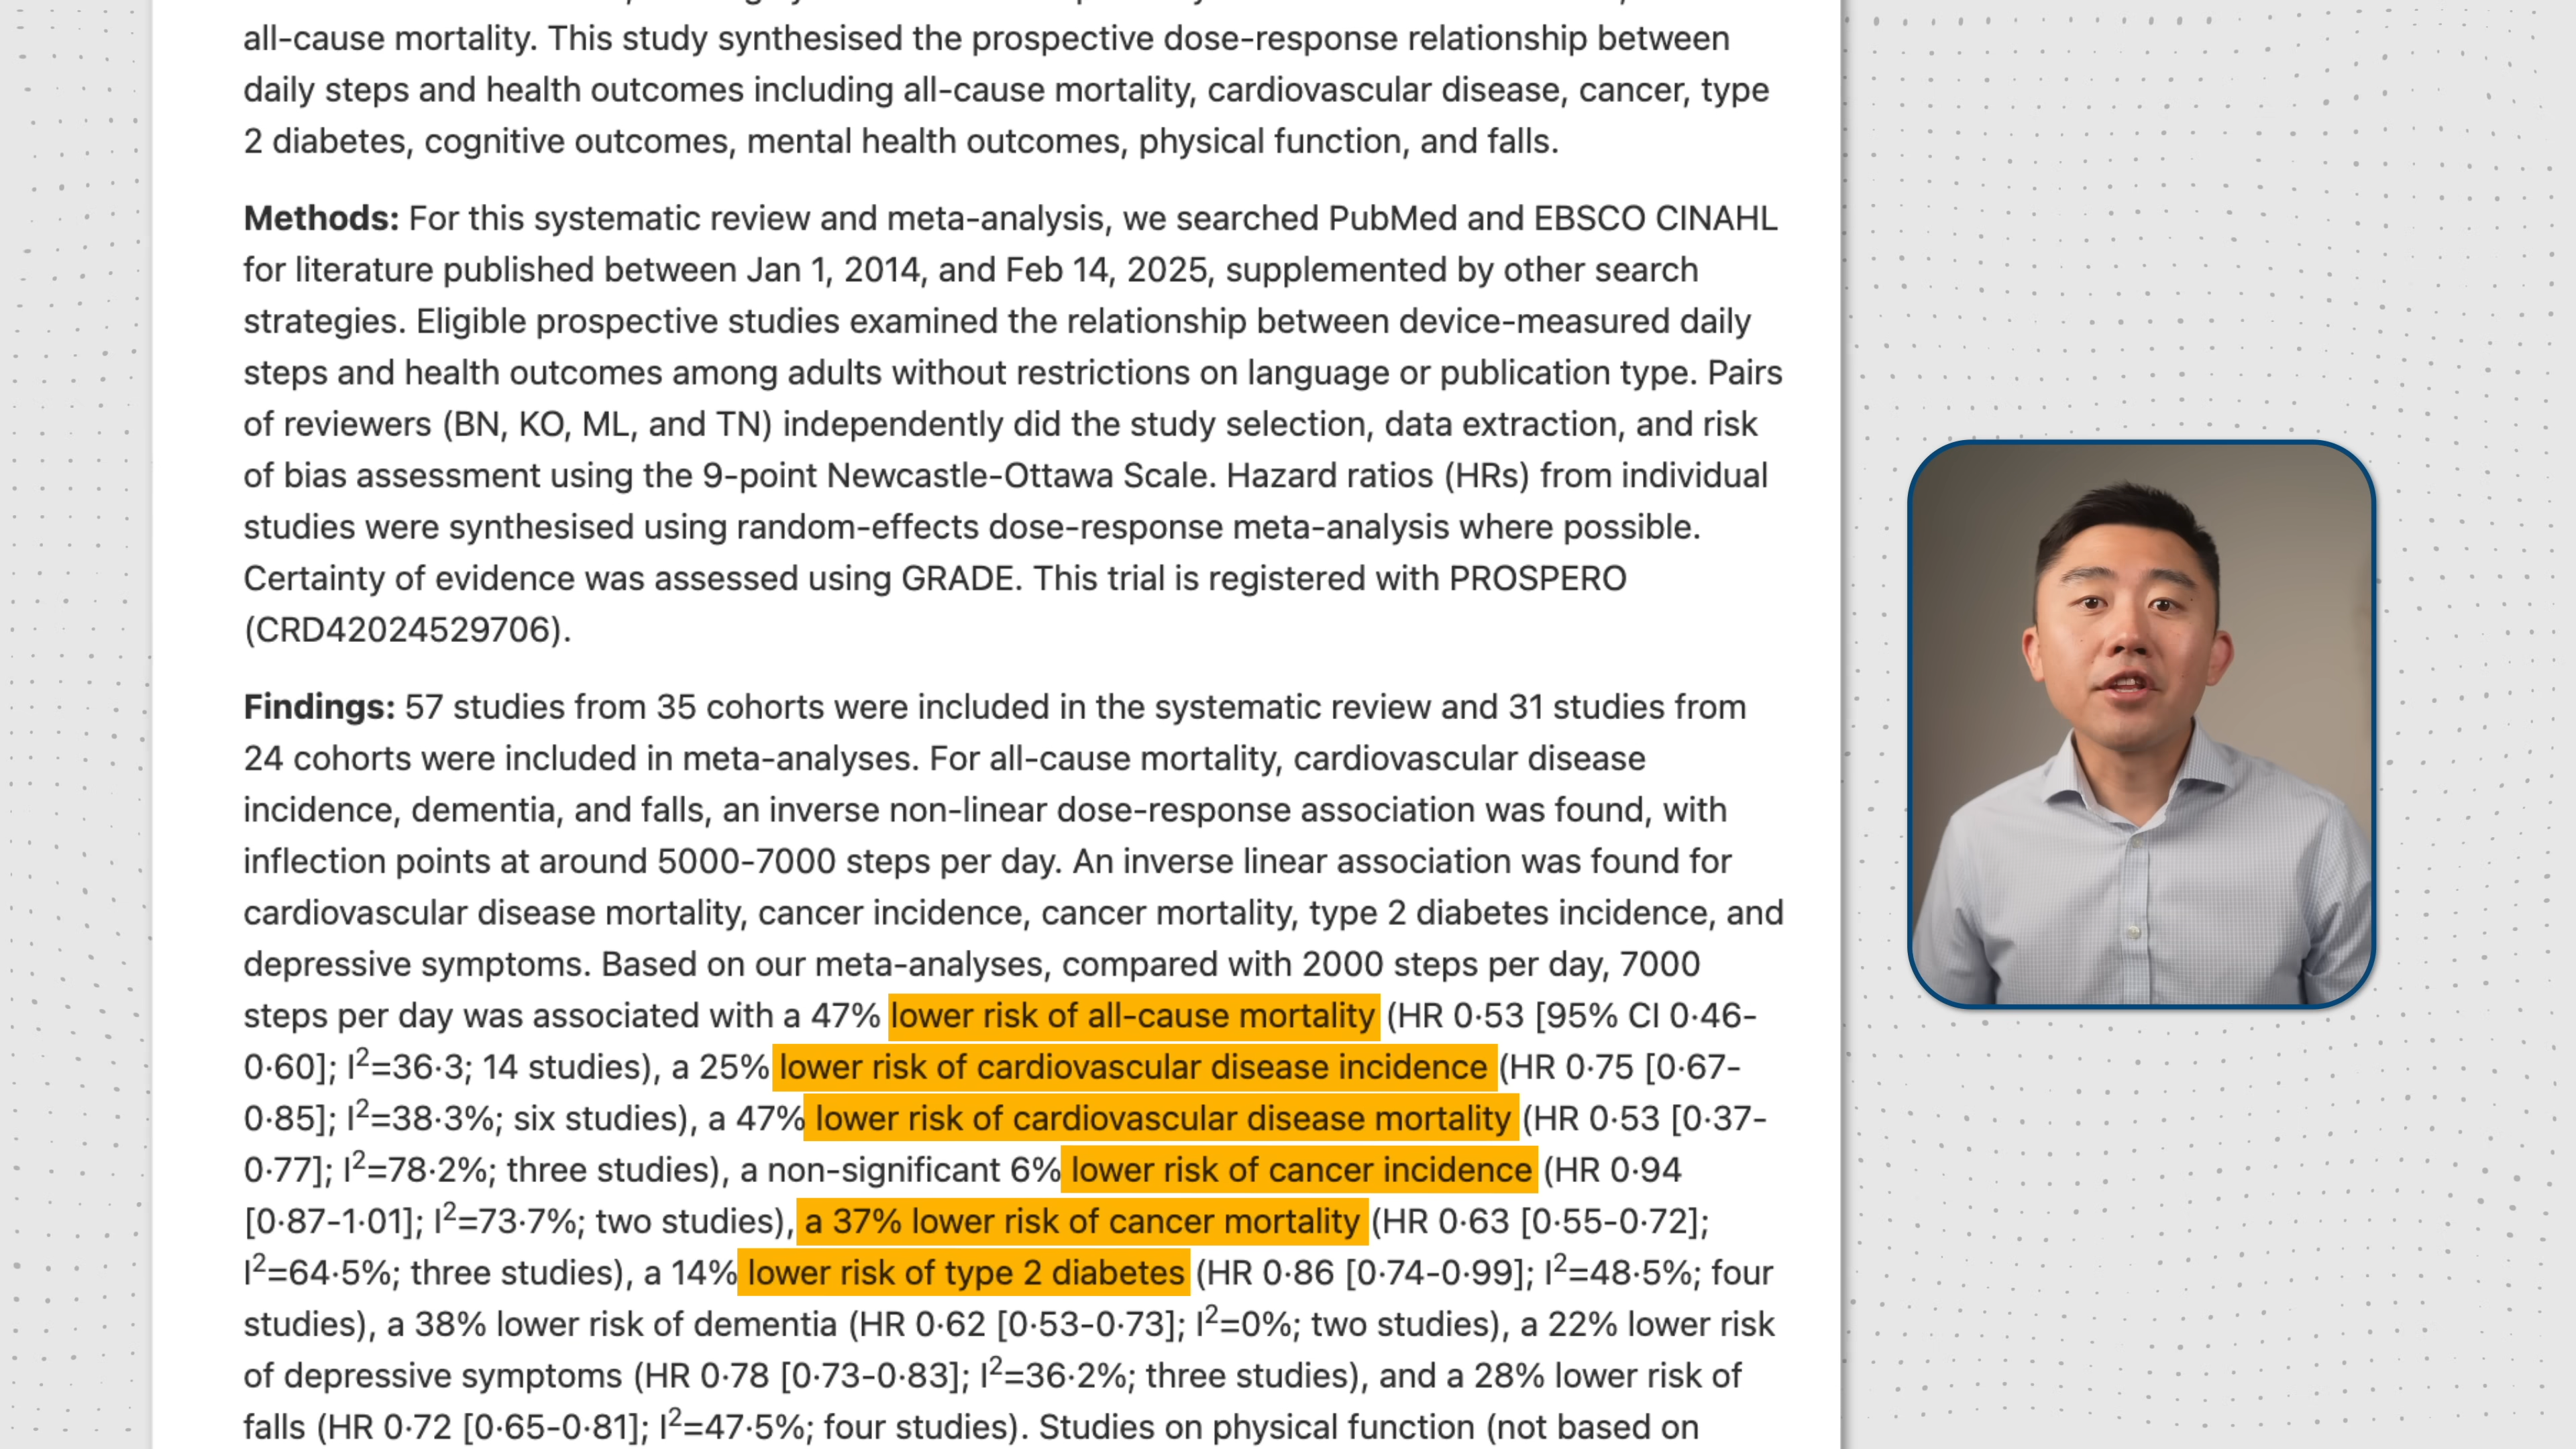 all-cause mortality. This study synthesised the prospective dose-response relationship between
daily steps and health outcomes including all-cause mortality, cardiovascular disease, cancer, type
2 diabetes, cognitive outcomes, mental health outcomes, physical function, and falls.
Methods: For this systematic review and meta-analysis, we searched PubMed and EBSCO CINAHL
for literature published between Jan 1, 2014, and Feb 14, 2025, supplemented by other search
strategies. Eligible prospective studies examined the relationship between device-measured daily
steps and health outcomes among adults without restrictions on language or publication type. Pairs
of reviewers (BN, KO, ML, and TN) independently did the study selection, data extraction, and risk
of bias assessment using the 9-point Newcastle-Ottawa Scale. Hazard ratios (HRs) from individual
studies were synthesised using random-effects dose-response meta-analysis where possible.
Certainty of evidence was assessed using GRADE. This trial is registered with PROSPERO
(CRD42024529706).
Findings: 57 studies from 35 cohorts were included in the systematic review and 31 studies from
24 cohorts were included in meta-analyses. For all-cause mortality, cardiovascular disease
incidence, dementia, and falls, an inverse non-linear dose-response association was found, with
inflection points at around 5000-7000 steps per day. An inverse linear association was found for
cardiovascular disease mortality, cancer incidence, cancer mortality, type 2 diabetes incidence, and
depressive symptoms. Based on our meta-analyses, compared with 2000 steps per day, 7000
steps per day was associated with a 47% lower risk of all-cause mortality (HR 0·53 [95% CI 0·46-
0·60]; I²=36·3; 14 studies), a 25% lower risk of cardiovascular disease incidence (HR 0·75 [0·67-
0·85]; I²=38·3%; six studies), a 47% lower risk of cardiovascular disease mortality (HR 0·53 [0·37-
0·77]; I²=78·2%; three studies), a non-significant 6% lower risk of cancer incidence (HR 0·94
[0·87-1·01]; I²=73·7%; two studies), a 37% lower risk of cancer mortality (HR 0·63 [0·55-0·72];
I²=64·5%; three studies), a 14% lower risk of type 2 diabetes (HR 0·86 [0·74-0·99]; I²=48·5%; four
studies), a 38% lower risk of dementia (HR 0·62 [0·53-0·73]; I²=0%; two studies), a 22% lower risk
of depressive symptoms (HR 0·78 [0·73-0·83]; I²=36·2%; three studies), and a 28% lower risk of
falls (HR 0·72 [0·65-0·81]; I²=47·5%; four studies). Studies on physical function (not based on